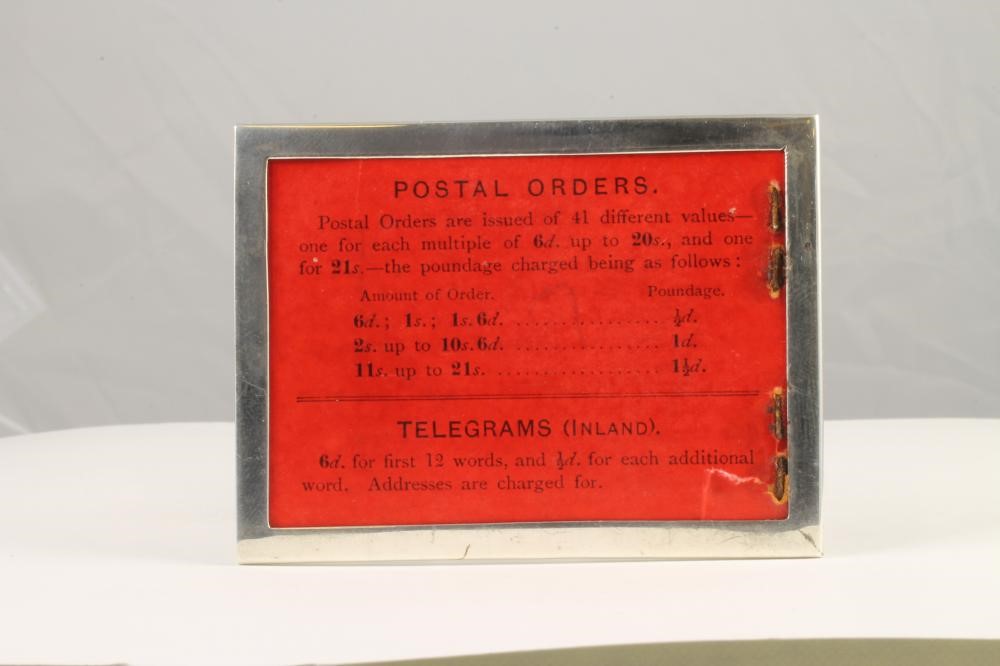 POSTAL ORDERS.
Postal Orders are issued of 41 different values—
one for each multiple of 6d. up to 20s., and one
for 21s.—the poundage charged being as follows:
Amount of Order. Poundage.
6d.; 1s.; 1s. 6d. .................. ½d.
2s. up to 10s. 6d. ................. 1d.
11s. up to 21s. ................... 1½d.
TELEGRAMS (INLAND).
6d. for first 12 words, and ½d. for each additional
word. Addresses are charged for.